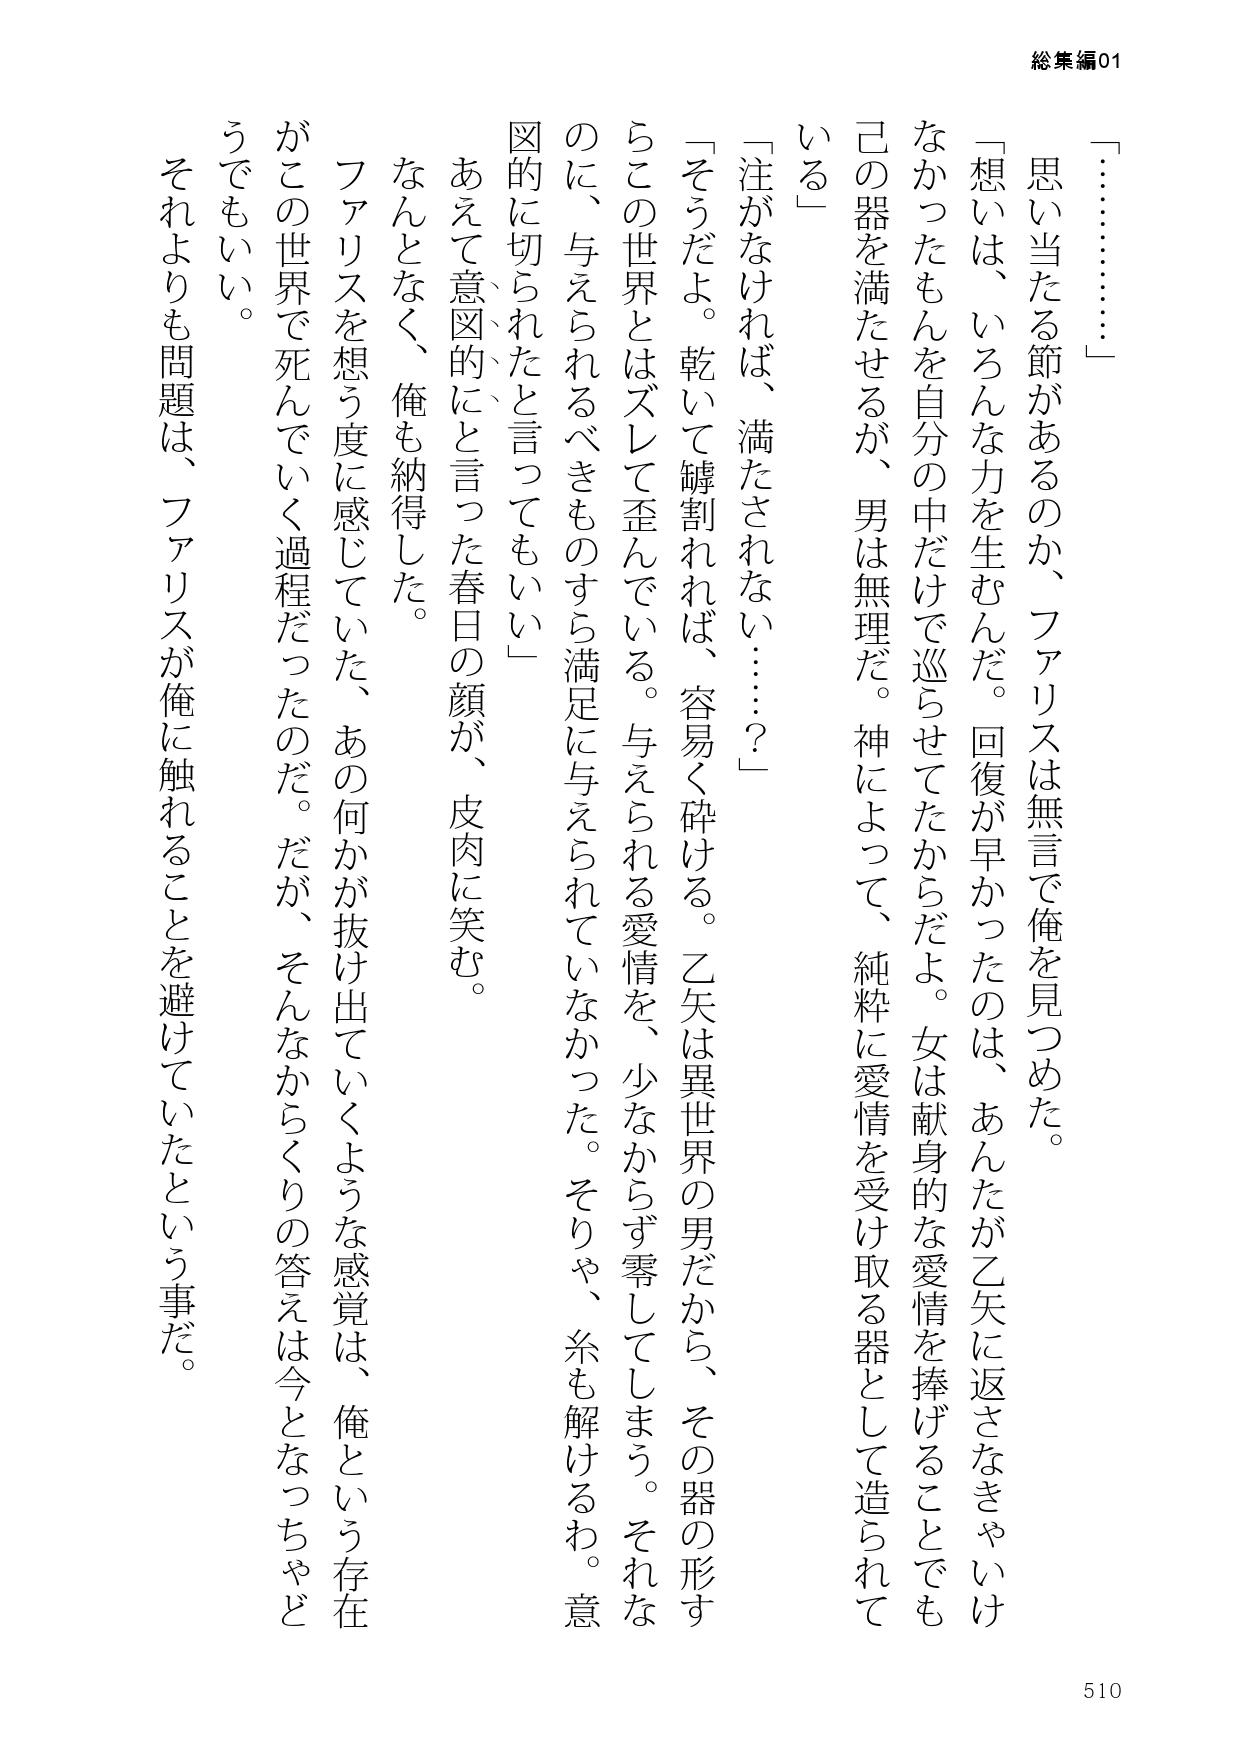 総集編01
「…………」
思い当たる節があるのか、ファリスは無言で俺を見つめた。
「想いは、いろんな力を生むんだ。回復が早かったのは、あんたが乙矢に返さなきゃいけ
なかったもんを自分の中だけで巡らせてたからだよ。女は献身的な愛情を捧げることでも
己の器を満たせるが、男は無理だ。神によって、純粋に愛情を受け取る器として造られて
いる」
「注がなければ、満たされない……？」
「そうだよ。乾いて罅割れれば、容易く砕ける。乙矢は異世界の男だから、その器の形す
らこの世界とはズレて歪んでいる。与えられる愛情を、少なからず零してしまう。それな
のに、与えられるべきものすら満足に与えられていなかった。そりゃ、糸も解けるわ。意
図的に切られたと言ってもいい」
あえて意図的にと言った春日の顔が、皮肉に笑む。
なんとなく、俺も納得した。
ファリスを想う度に感じていた、あの何かが抜け出ていくような感覚は、俺という存在
がこの世界で死んでいく過程だったのだ。だが、そんなからくりの答えは今となっちゃど
うでもいい。
それよりも問題は、ファリスが俺に触れることを避けていたという事だ。
510